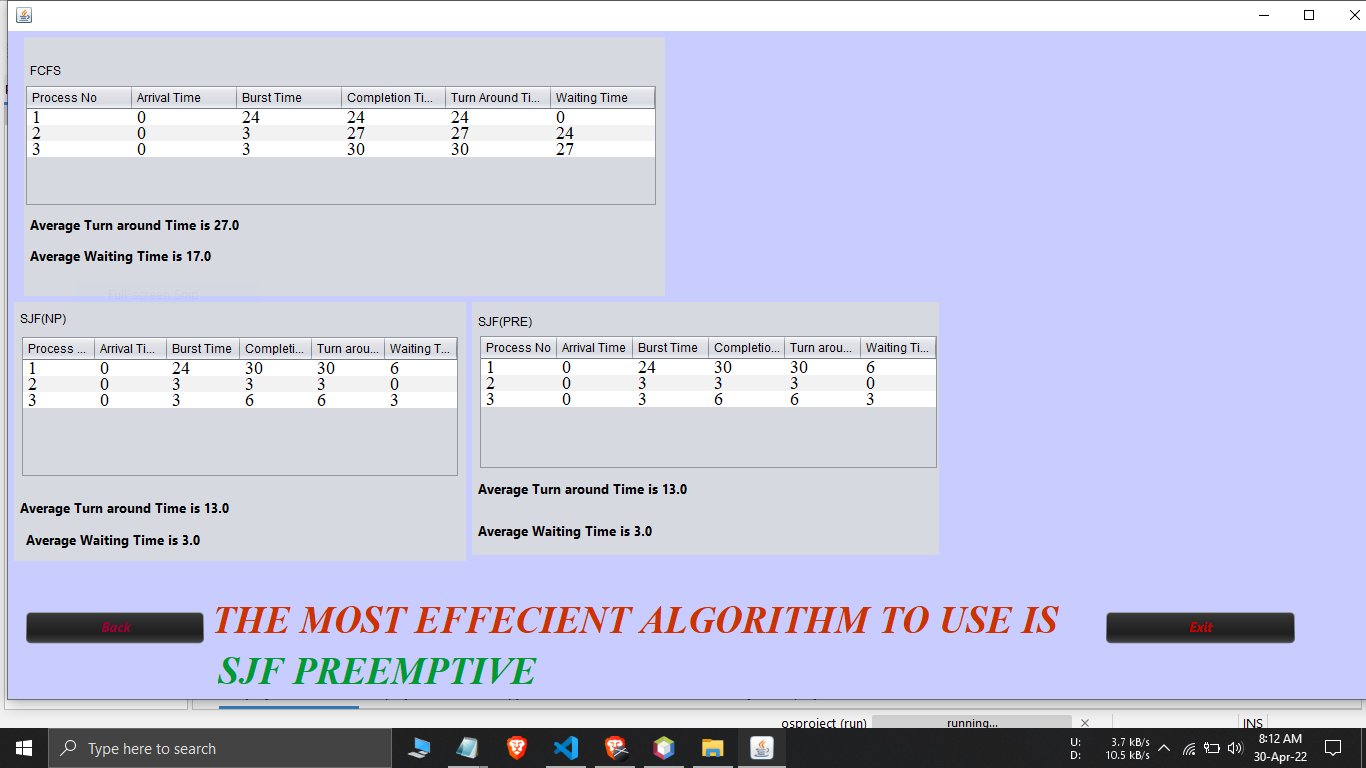 FCFS
Process No Arrival Time Burst Time Completion Ti... Turn Around Ti... Waiting Time
1 0 24 24 24 0
2 0 3 27 27 24
3 0 3 30 30 27
Average Turn around Time is 27.0
Average Waiting Time is 17.0
SJF(NP)
Process ... Arrival Ti... Burst Time Completi... Turn arou... Waiting T...
1 0 24 30 30 6
2 0 3 3 3 0
3 0 3 6 6 3
Average Turn around Time is 13.0
Average Waiting Time is 3.0
SJF(PRE)
Process No Arrival Time Burst Time Completio... Turn arou... Waiting Ti...
1 0 24 30 30 6
2 0 3 3 3 0
3 0 3 6 6 3
Average Turn around Time is 13.0
Average Waiting Time is 3.0
Back
THE MOST EFFECIENT ALGORITHM TO USE IS
SJF PREEMPTIVE
Exit
osproject (run) running... INS
Type here to search
U: 3.7 kB/s
D: 10.5 kB/s
8:12 AM
30-Apr-22